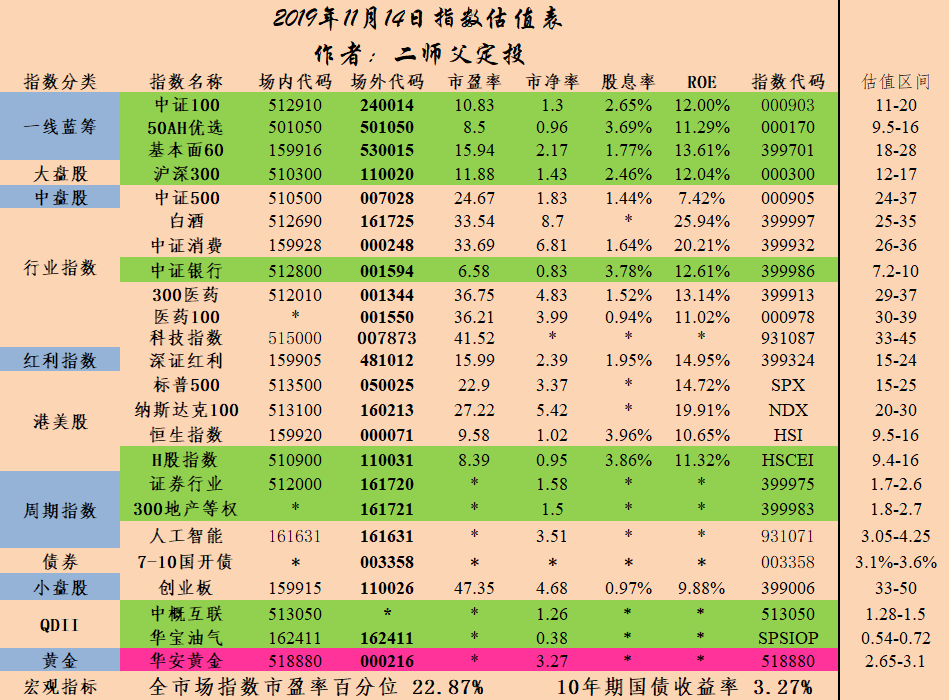 2019年11月14日指数估值表
作者：二师父定投
指数分类 指数名称 场内代码 场外代码 市盈率 市净率 股息率 ROE 指数代码 估值区间
中证100 512910 240014 10.83 1.3 2.65% 12.00% 000903 11-20
一线蓝筹 50AH优选 501050 501050 8.5 0.96 3.69% 11.29% 000170 9.5-16
基本面60 159916 530015 15.94 2.17 1.77% 13.61% 399701 18-28
大盘股 沪深300 510300 110020 11.88 1.43 2.46% 12.04% 000300 12-17
中盘股 中证500 510500 007028 24.67 1.83 1.44% 7.42% 000905 24-37
白酒 512690 161725 33.54 8.7 * 25.94% 399997 25-35
中证消费 159928 000248 33.69 6.81 1.64% 20.21% 399932 26-36
行业指数 中证银行 512800 001594 6.58 0.83 3.78% 12.61% 399986 7.2-10
300医药 512010 001344 36.75 4.83 1.52% 13.14% 399913 29-37
医药100 * 001550 36.21 3.99 0.94% 11.02% 000978 30-39
科技指数 515000 007873 41.52 * * * 931087 33-45
红利指数 深证红利 159905 481012 15.99 2.39 1.95% 14.95% 399324 15-24
标普500 513500 050025 22.9 3.37 * 14.72% SPX 15-25
纳斯达克100 513100 160213 27.22 5.42 * 19.91% NDX 20-30
港美股 恒生指数 159920 000071 9.58 1.02 3.96% 10.65% HSI 9.5-16
H股指数 510900 110031 8.39 0.95 3.86% 11.32% HSCEI 9.4-16
证券行业 512000 161720 * 1.58 * * 399975 1.7-2.6
周期指数 300地产等权 * 161721 * 1.5 * * 399983 1.8-2.7
人工智能 161631 161631 * 3.51 * * 931071 3.05-4.25
债券 7-10国开债 * 003358 * * * * 003358 3.1%-3.6%
小盘股 创业板 159915 110026 47.35 4.68 0.97% 9.88% 399006 33-50
QDII 中概互联 513050 * * 1.26 * * 513050 1.28-1.5
华宝油气 162411 162411 * 0.38 * * SPSIOP 0.54-0.72
黄金 华安黄金 518880 000216 * 3.27 * * 518880 2.65-3.1
宏观指标 全市场指数市盈率百分位 22.87% 10年期国债收益率 3.27%